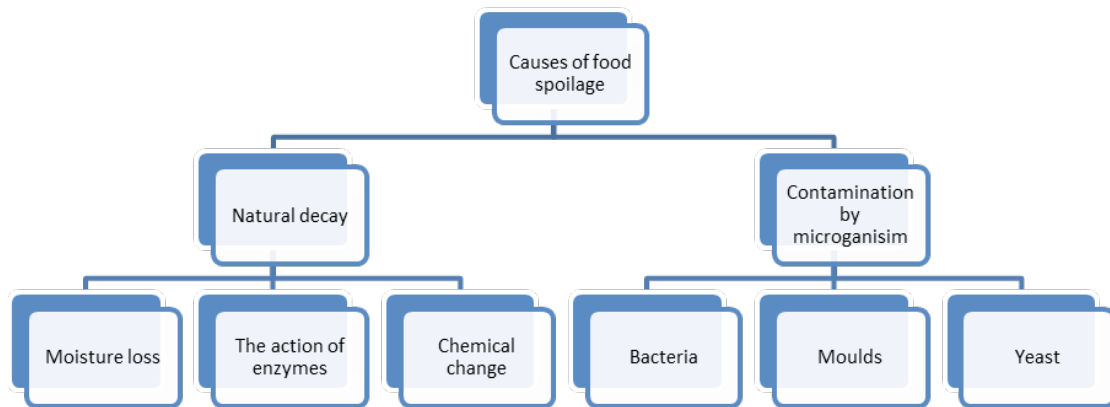 Causes of food
spoilage
Natural decay
Contamination
by
microganisim
Moisture loss
The action of
enzymes
Chemical
change
Bacteria
Moulds
Yeast